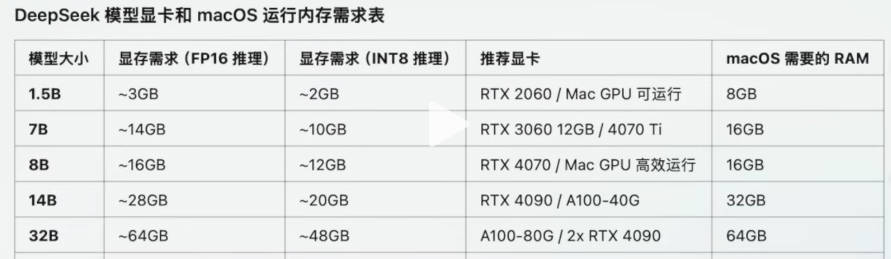 DeepSeek 模型显卡和 macOS 运行内存需求表
模型大小 显存需求（FP16 推理） 显存需求（INT8 推理） 推荐显卡 macOS 需要的 RAM
1.5B ~3GB ~2GB RTX 2060 / Mac GPU 可运行 8GB
7B ~14GB ~10GB RTX 3060 12GB / 4070 Ti 16GB
8B ~16GB ~12GB RTX 4070 / Mac GPU 高效运行 16GB
14B ~28GB ~20GB RTX 4090 / A100-40G 32GB
32B ~64GB ~48GB A100-80G / 2x RTX 4090 64GB